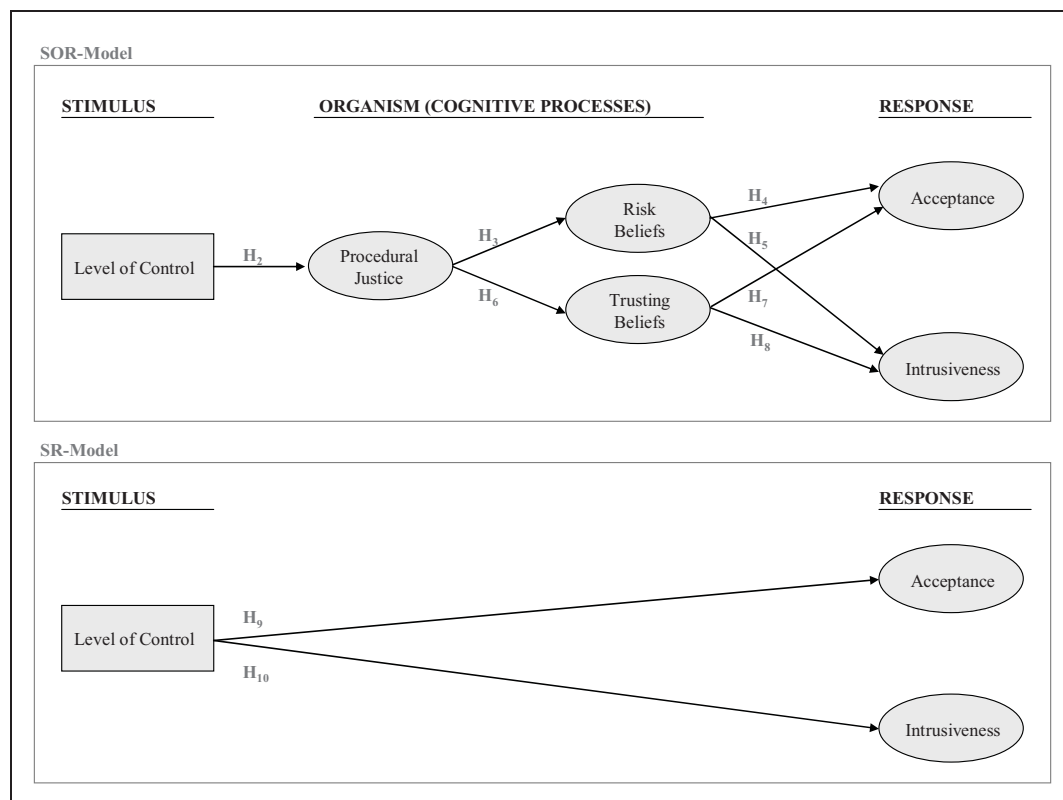 SOR-Model
STIMULUS
ORGANISM (COGNITIVE PROCESSES)
RESPONSE
Level of Control
H2
Procedural
Justice
H3
H6
Risk
Beliefs
Trusting
Beliefs
H4
H5
H7
H8
Acceptance
Intrusiveness
SR-Model
STIMULUS
RESPONSE
Level of Control
H9
H10
Acceptance
Intrusiveness